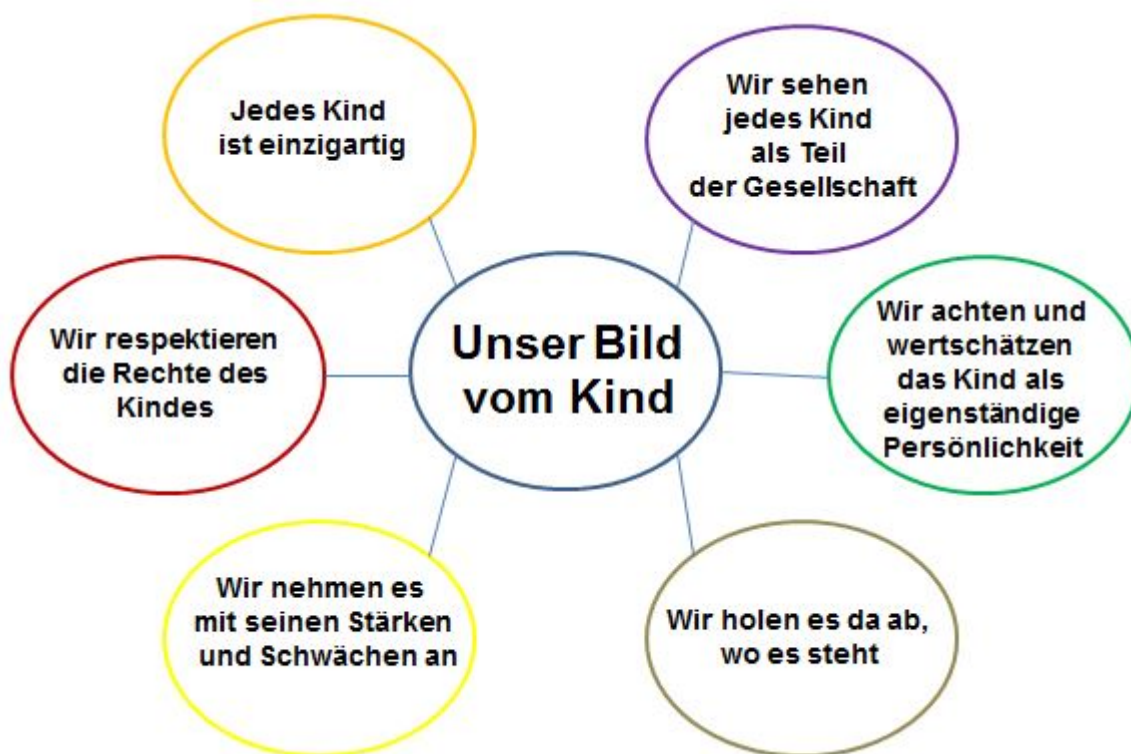 Jedes Kind
ist einzigartig
Wir sehen
jedes Kind
als Teil
der Gesellschaft
Wir respektieren
die Rechte des
Kindes
Unser Bild
vom Kind
Wir achten und
wertschätzen
das Kind als
eigenständige
Persönlichkeit
Wir nehmen es
mit seinen Stärken
und Schwächen an
Wir holen es da ab,
wo es steht